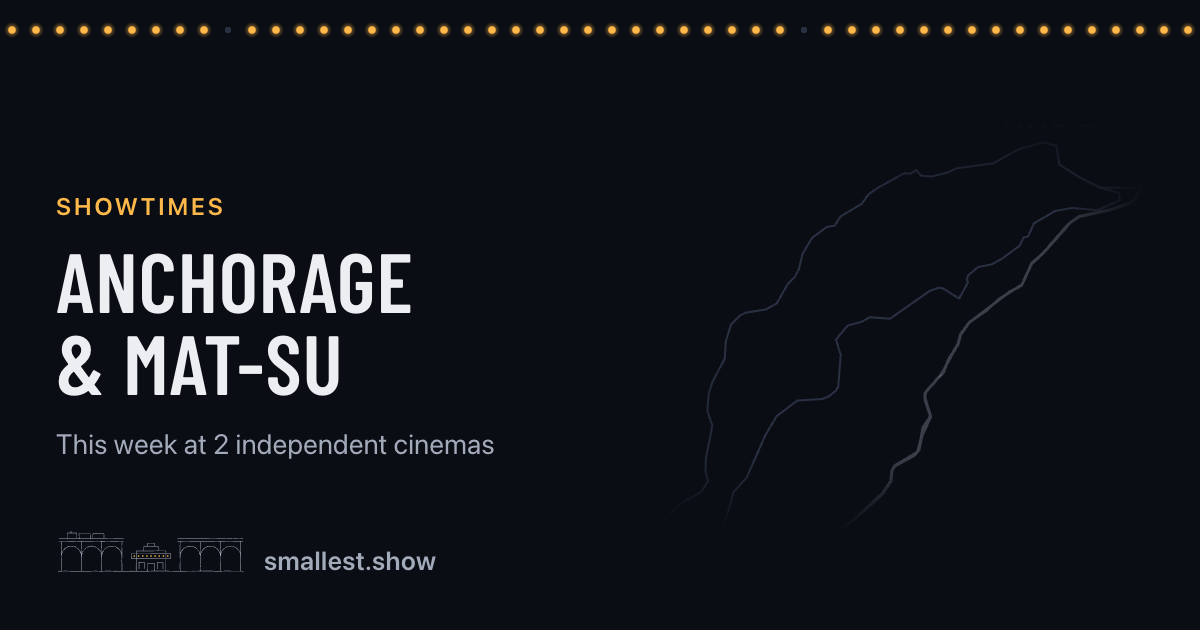 SHOWTIMES
ANCHORAGE
& MAT-SU
This week at 2 independent cinemas
smallest.show